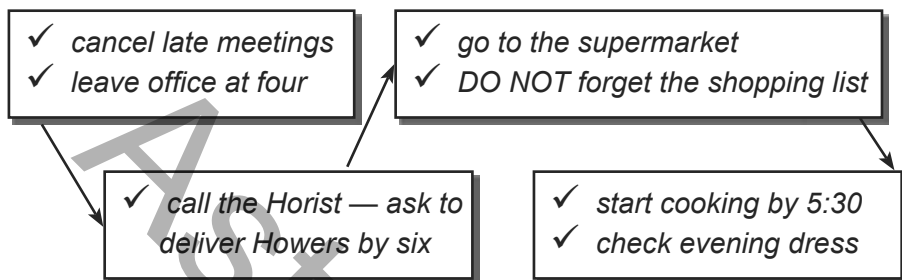 ✓ cancel late meetings
✓ leave office at four
✓ call the Horist — ask to
deliver Howers by six
✓ go to the supermarket
✓ DO NOT forget the shopping list
✓ start cooking by 5:30
✓ check evening dress